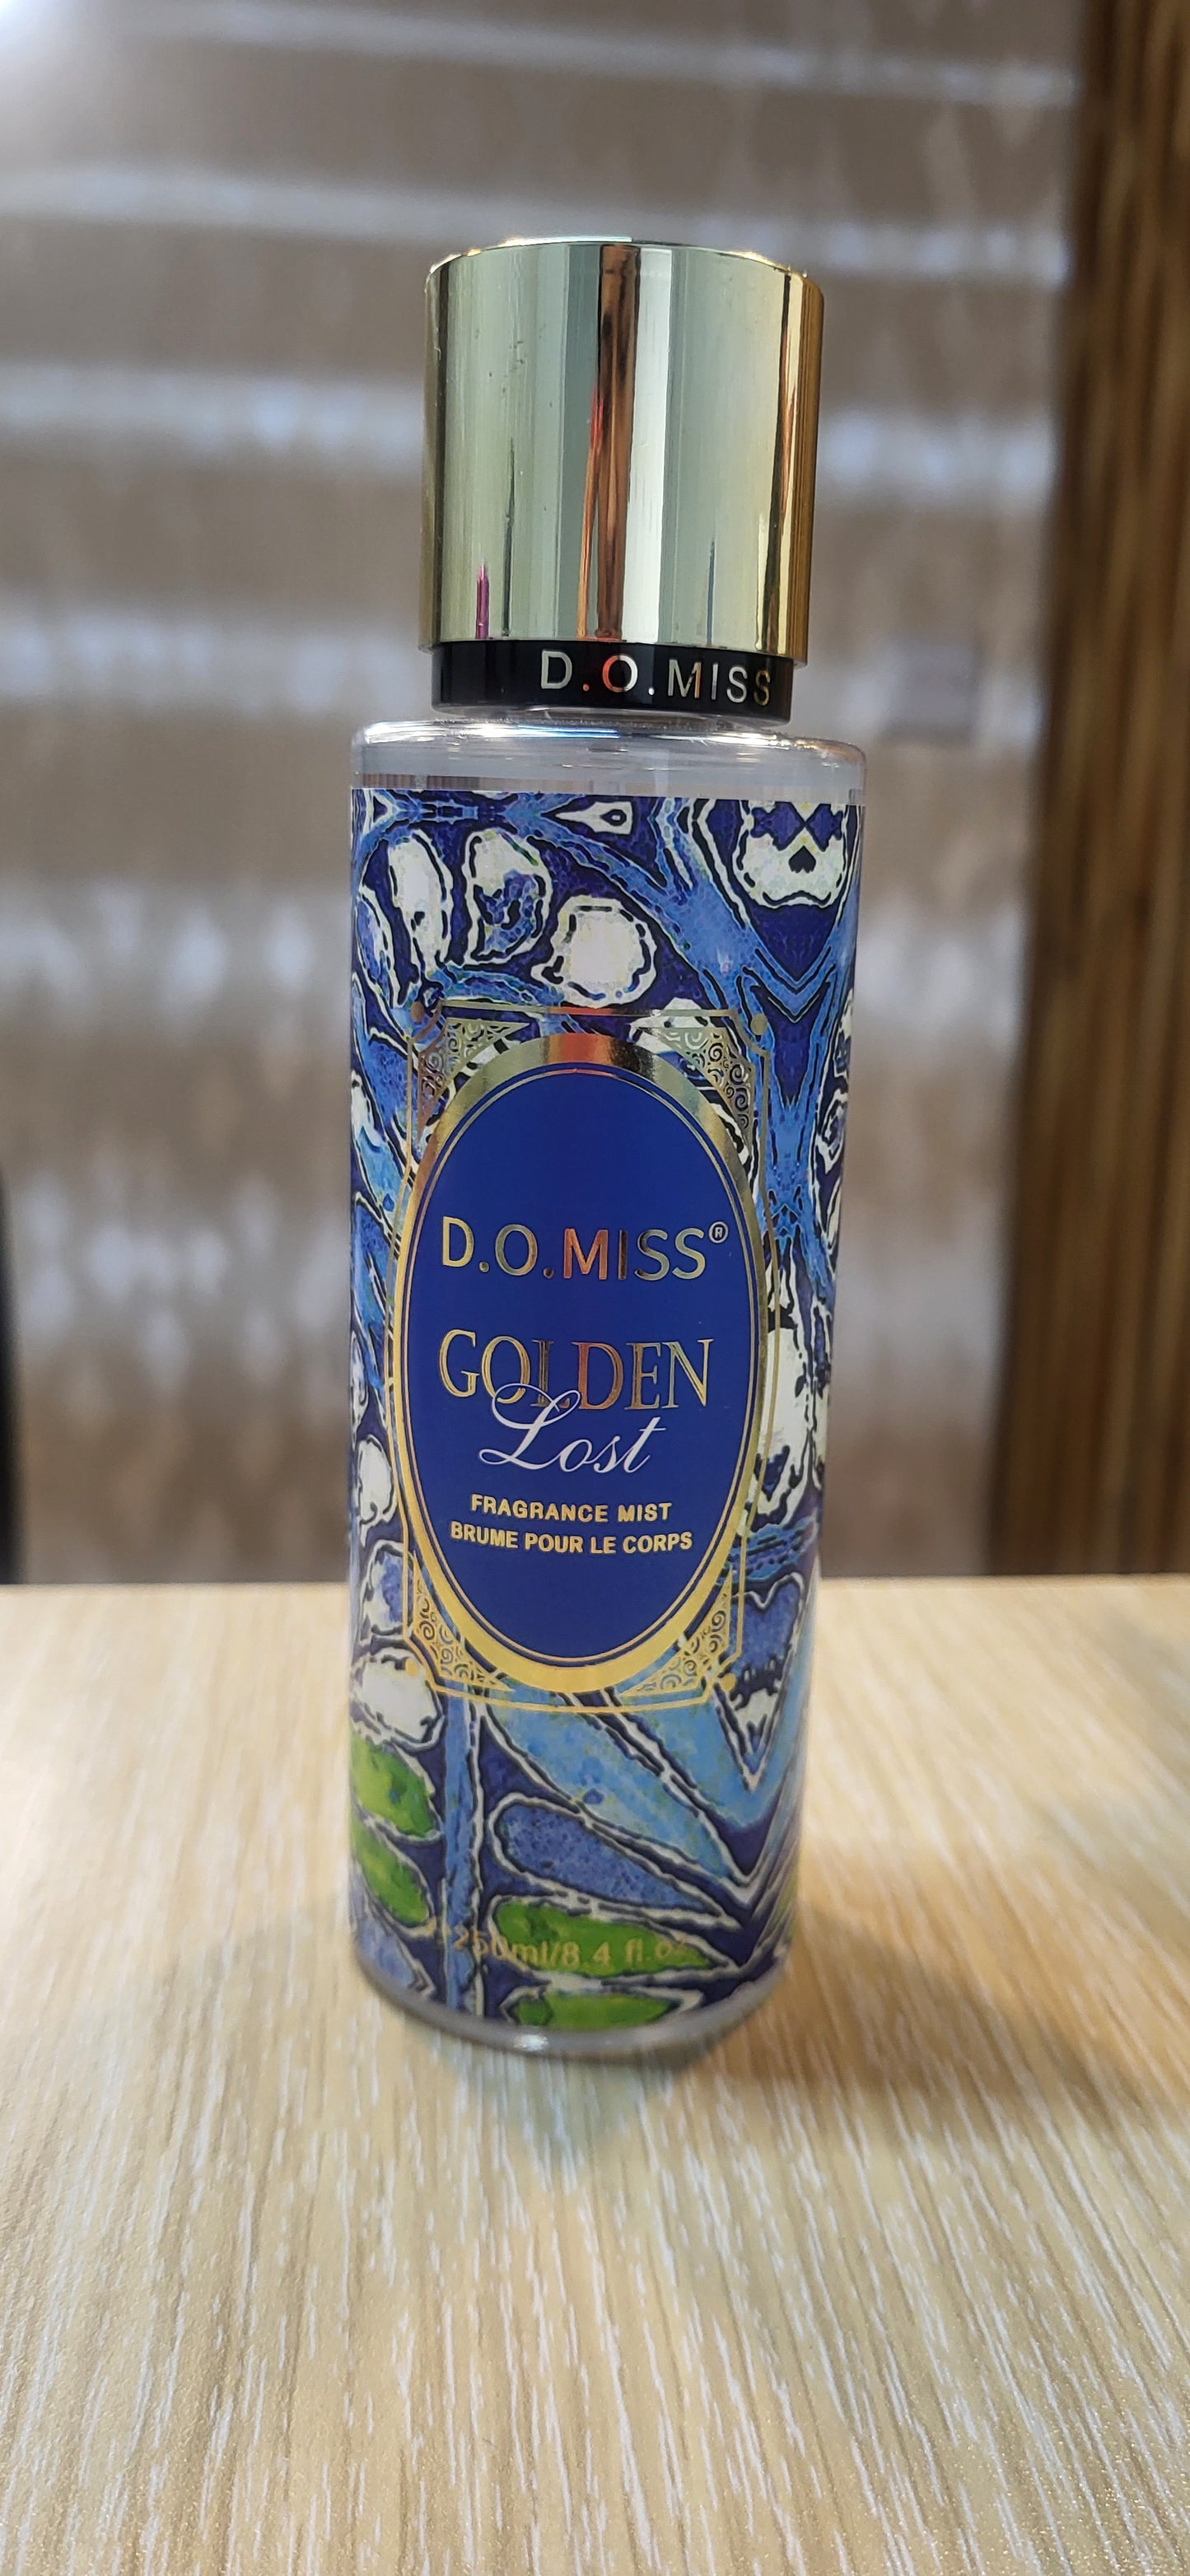 D.O.MISS
D.O.MISS®
GOLDEN
Lost
FRAGRANCE MIST
BRUME POUR LE CORPS
250ml/8.4 fl.oz